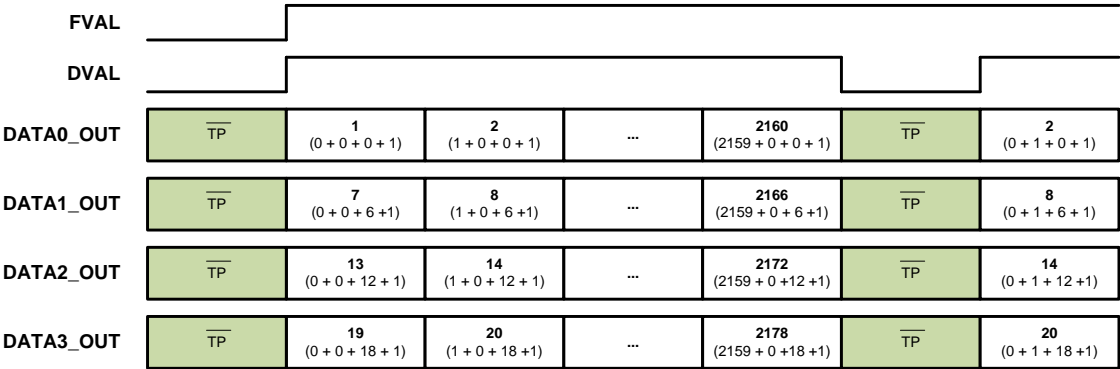 FVAL
DVAL
DATA0_OUT TP 1 2 ... 2160 TP 2
(0 + 0 + 0 + 1) (1 + 0 + 0 + 1) (2159 + 0 + 0 + 1) (0 + 1 + 0 + 1)
DATA1_OUT TP 7 8 ... 2166 TP 8
(0 + 0 + 6 +1) (1 + 0 + 6 +1) (2159 + 0 + 6 +1) (0 + 1 + 6 + 1)
DATA2_OUT TP 13 14 ... 2172 TP 14
(0 + 0 + 12 + 1) (1 + 0 + 12 + 1) (2159 + 0 +12 +1) (0 + 1 + 12 +1)
DATA3_OUT TP 19 20 ... 2178 TP 20
(0 + 0 + 18 + 1) (1 + 0 + 18 +1) (2159 + 0 +18 +1) (0 + 1 + 18 +1)